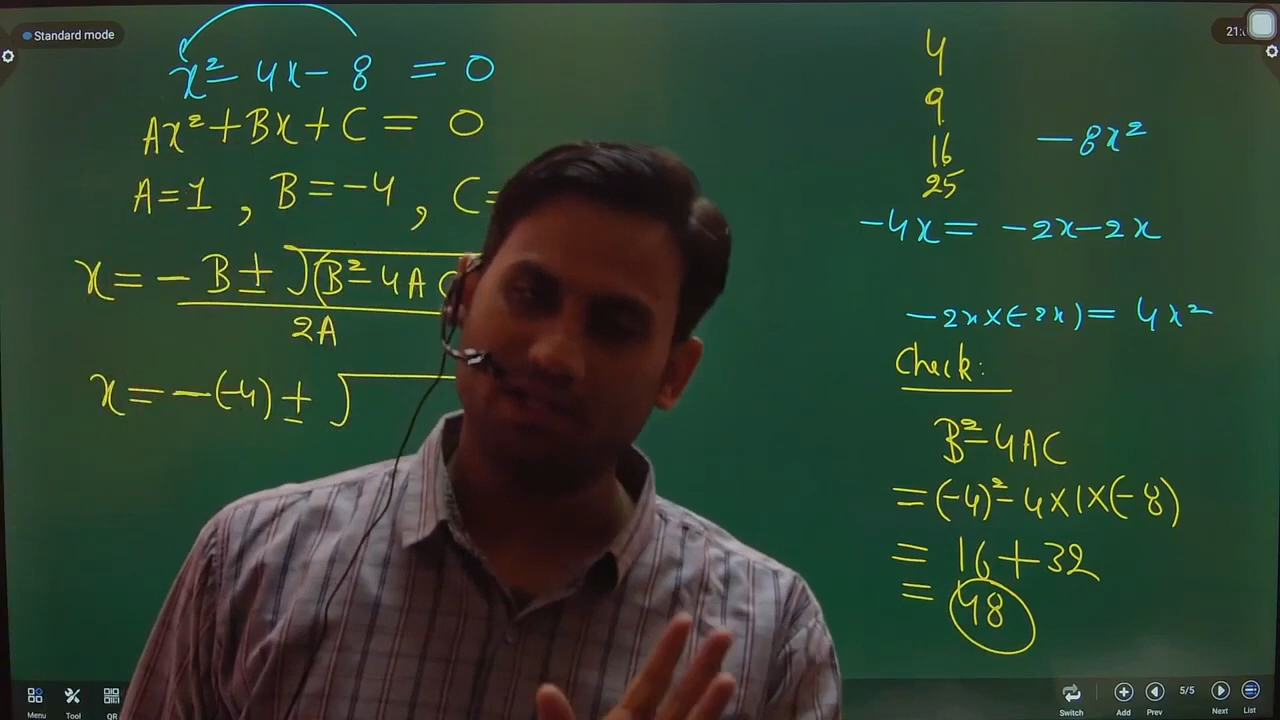 Standard mode
21:
x² - 4x - 8 = 0
Ax² + Bx + C = 0
A=1 , B=-4 , C=
x = -B ± √(B² - 4AC
2A
x = -(-4) ± √
4
9
16
25
-8x²
-4x = -2x-2x
-2x×(-2x) = 4x²
Check:
B² - 4AC
= (-4)² - 4×1×(-8)
= 16+32
= 48
Menu
Tool
QR
Switch
Add
Prev
5/5
Next
List